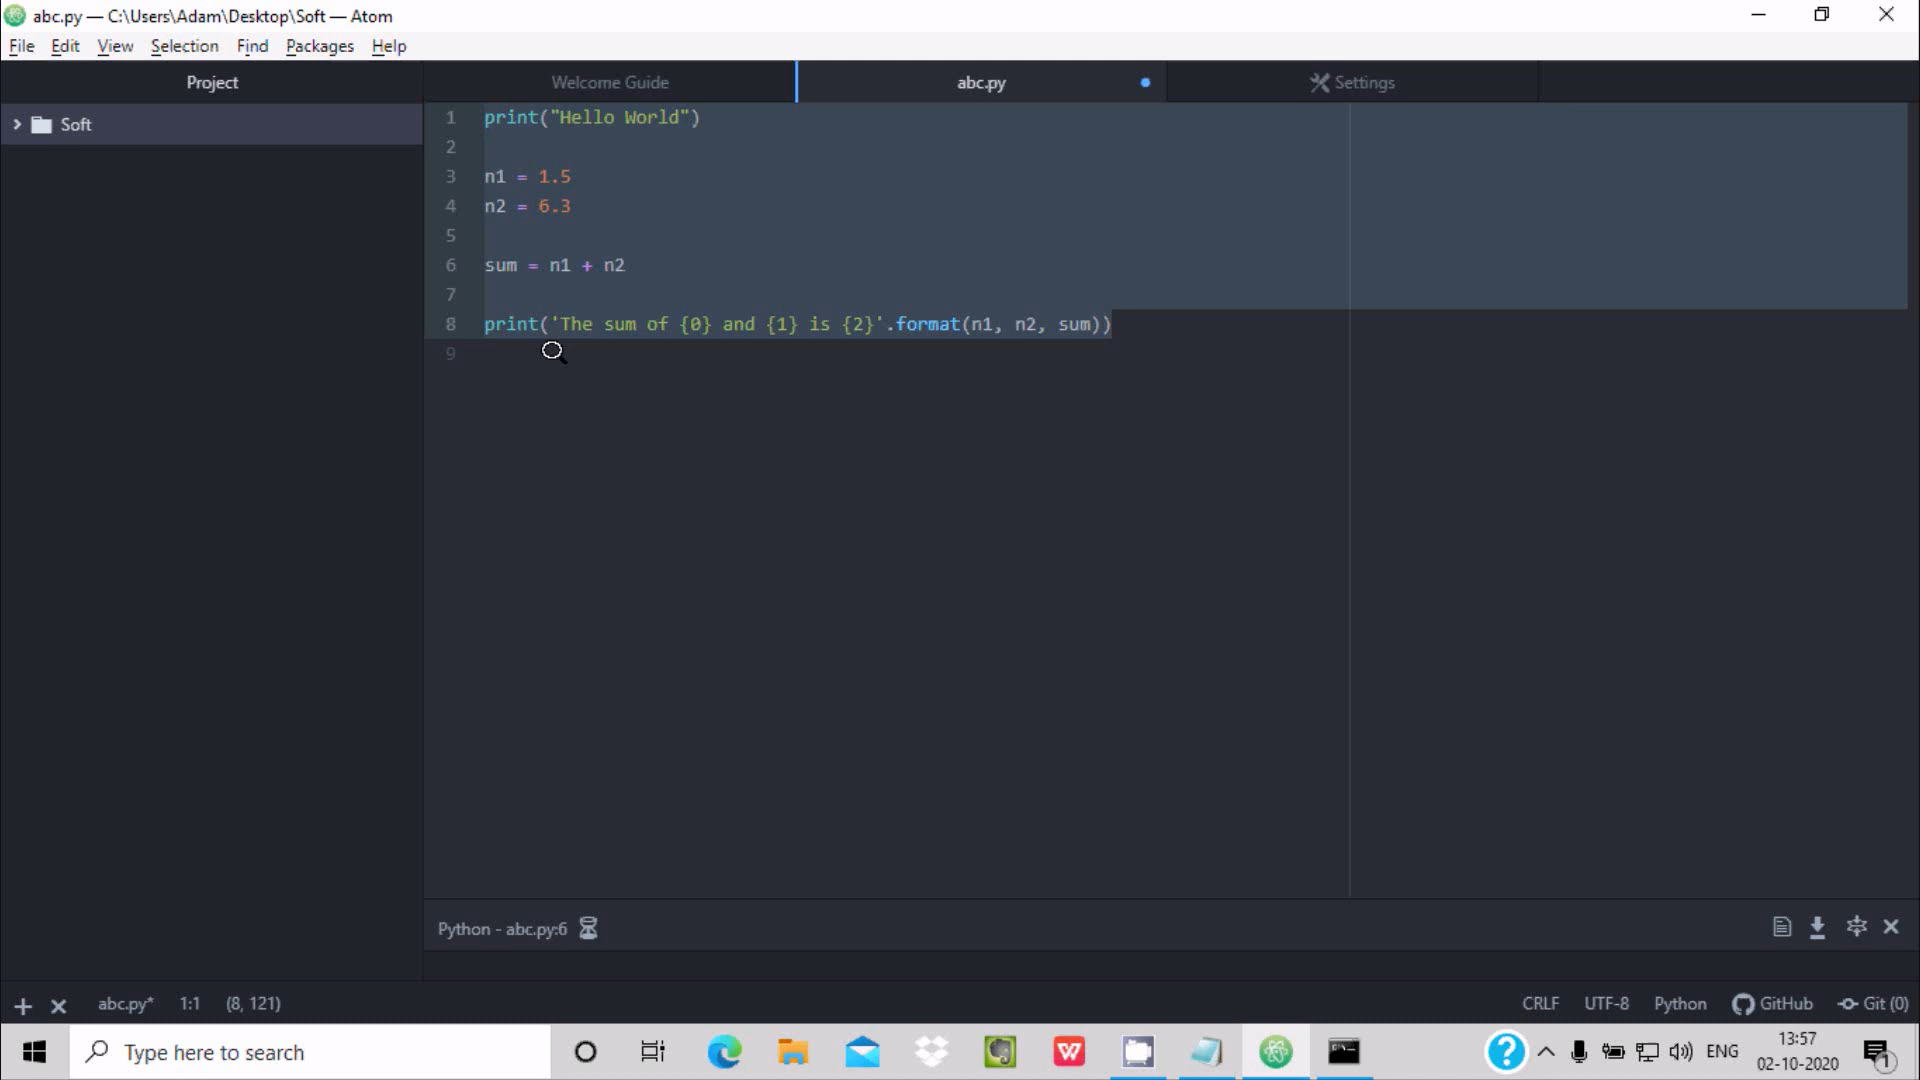 abc.py — C:\Users\Adam\Desktop\Soft — Atom
File Edit View Selection Find Packages Help
Project
Welcome Guide
abc.py
Settings
Soft
1 print("Hello World")
2
3 n1 = 1.5
4 n2 = 6.3
5
6 sum = n1 + n2
7
8 print('The sum of {0} and {1} is {2}'.format(n1, n2, sum))
9
Python - abc.py:6
abc.py* 1:1 (8, 121)
CRLF UTF-8 Python GitHub Git (0)
Type here to search
W
ENG
13:57
02-10-2020
1